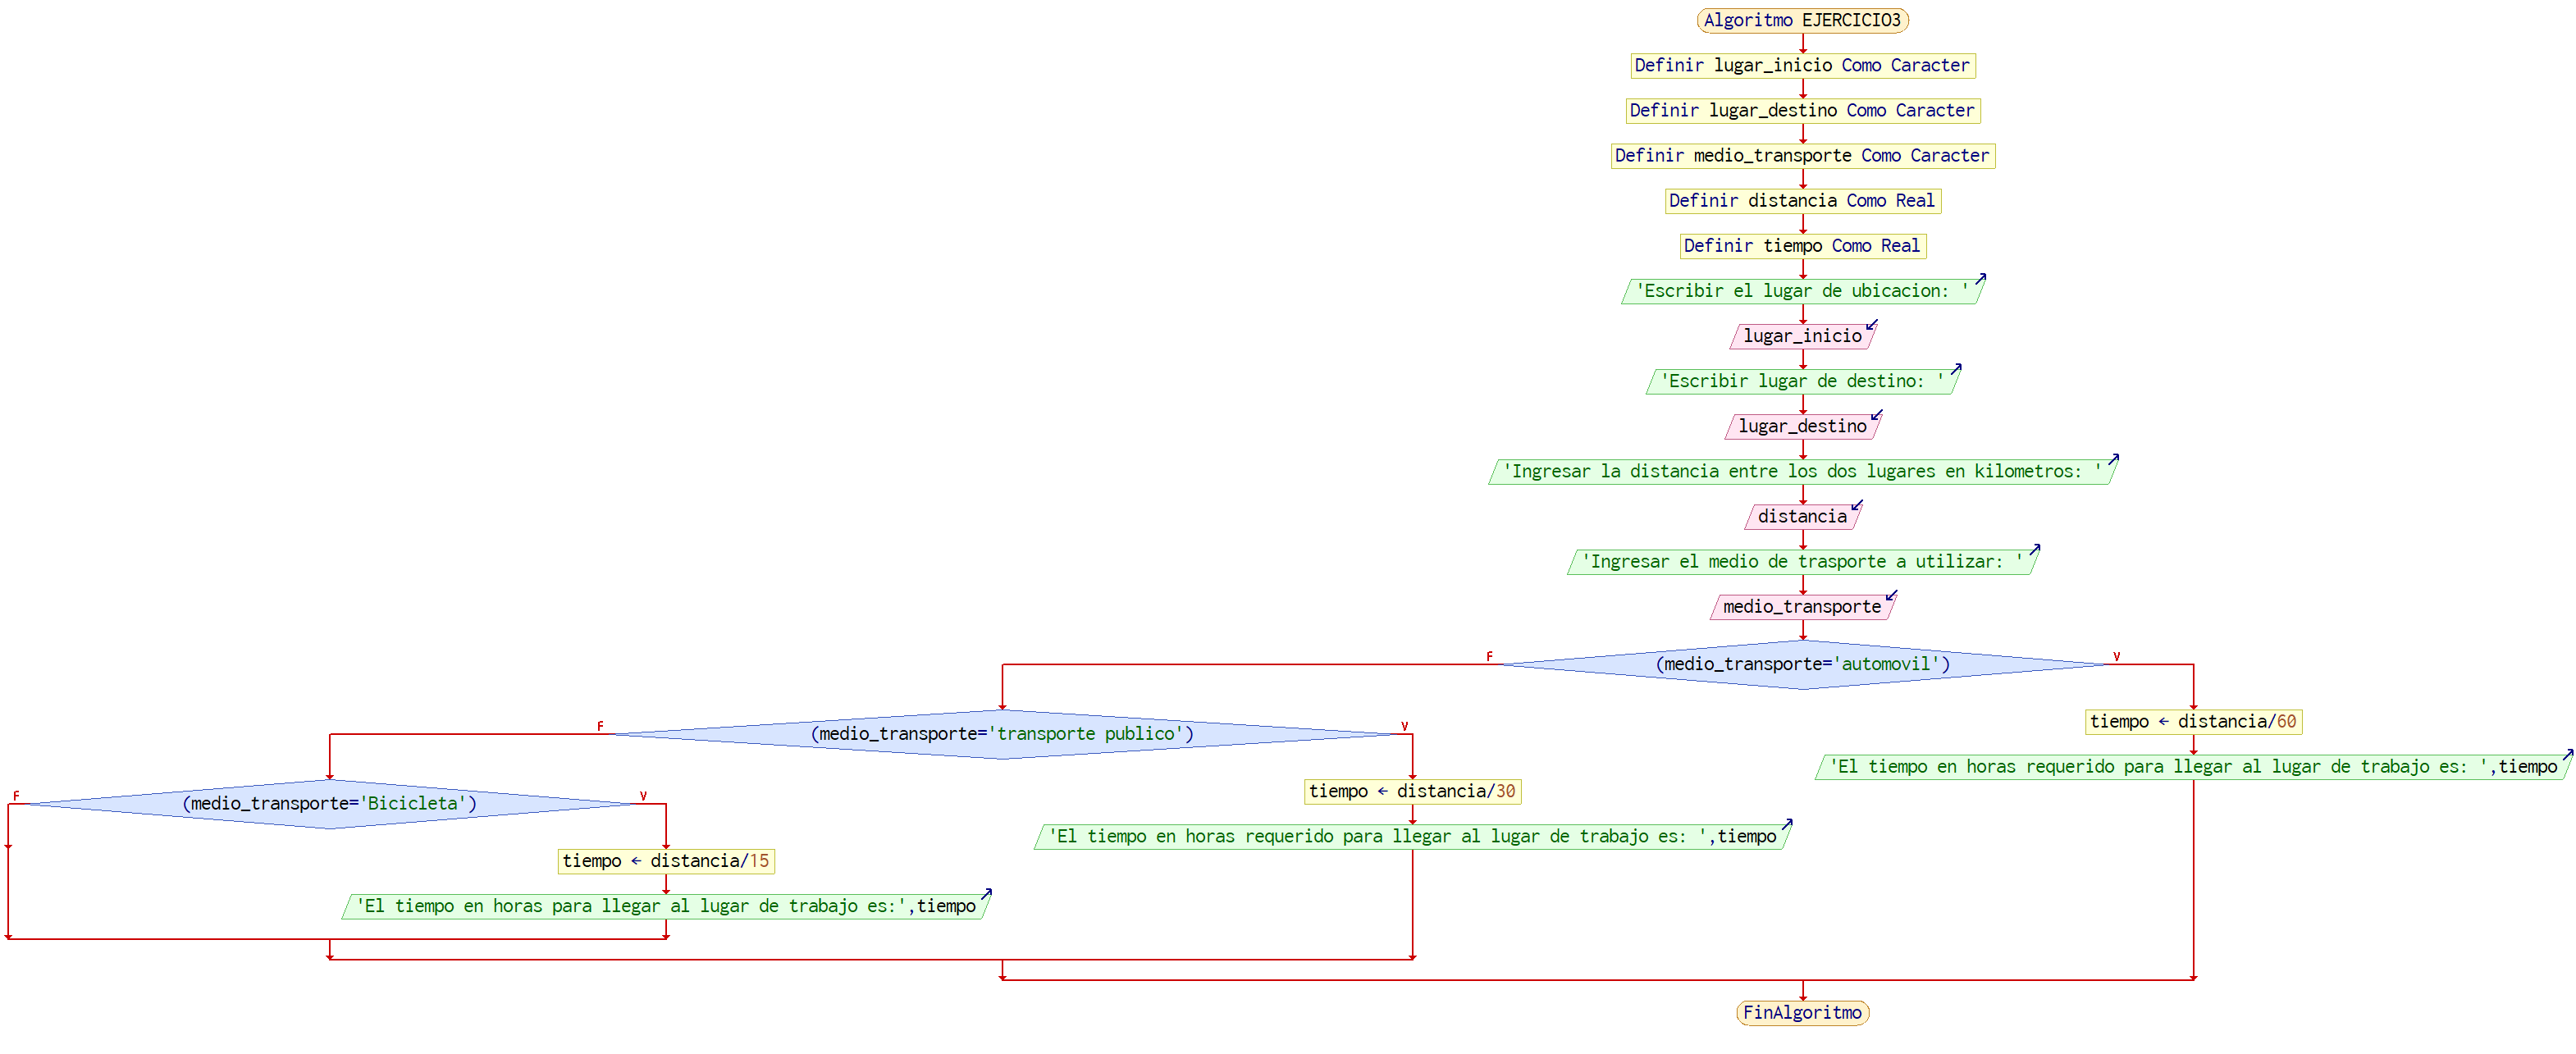 Algoritmo EJERCICIO3
Definir lugar_inicio Como Caracter
Definir lugar_destino Como Caracter
Definir medio_transporte Como Caracter
Definir distancia Como Real
Definir tiempo Como Real
'Escribir el lugar de ubicacion: '
lugar_inicio
'Escribir lugar de destino: '
lugar_destino
'Ingresar la distancia entre los dos lugares en kilometros: '
distancia
'Ingresar el medio de trasporte a utilizar: '
medio_transporte
F
(medio_transporte='automovil')
V
tiempo ← distancia/60
'El tiempo en horas requerido para llegar al lugar de trabajo es: ',tiempo
F
(medio_transporte='transporte publico')
V
tiempo ← distancia/30
'El tiempo en horas requerido para llegar al lugar de trabajo es: ',tiempo
F
(medio_transporte='Bicicleta')
V
tiempo ← distancia/15
'El tiempo en horas para llegar al lugar de trabajo es:',tiempo
FinAlgoritmo